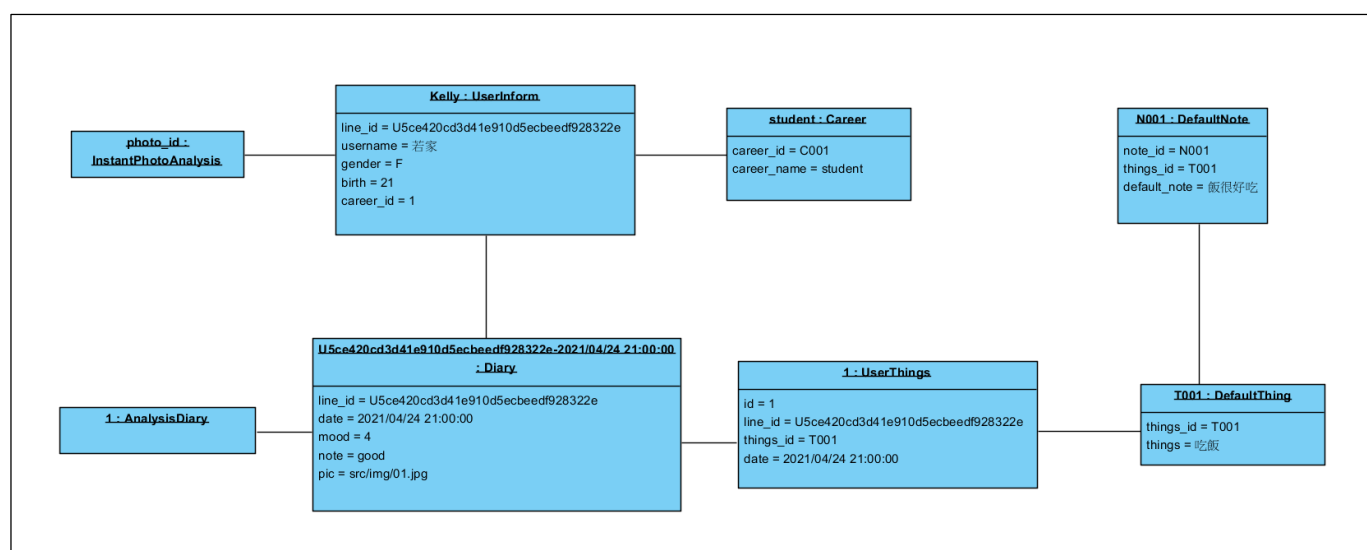 Kelly : UserInform
line_id = U5ce420cd3d41e910d5ecbeedf928322e
username = 若家
gender = F
birth = 21
career_id = 1
photo_id :
InstantPhotoAnalysis
student : Career
career_id = C001
career_name = student
N001 : DefaultNote
note_id = N001
things_id = T001
default_note = 飯很好吃
U5ce420cd3d41e910d5ecbeedf928322e-2021/04/24 21:00:00
: Diary
line_id = U5ce420cd3d41e910d5ecbeedf928322e
date = 2021/04/24 21:00:00
mood = 4
note = good
pic = src/img/01.jpg
1 : AnalysisDiary
1 : UserThings
id = 1
line_id = U5ce420cd3d41e910d5ecbeedf928322e
things_id = T001
date = 2021/04/24 21:00:00
T001 : DefaultThing
things_id = T001
things = 吃飯